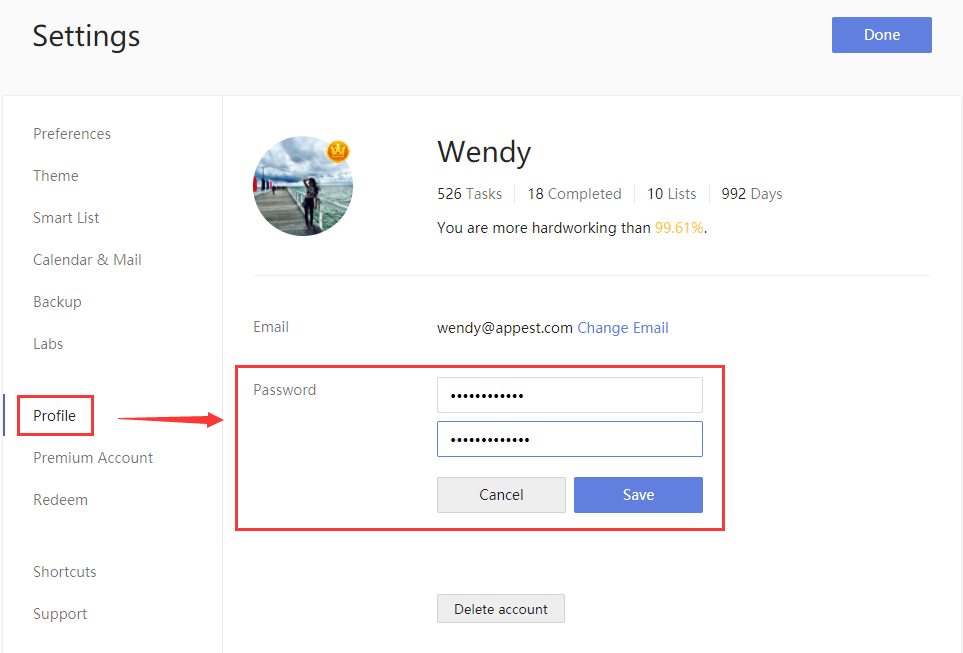 Settings
Done
Preferences
Theme
Smart List
Calendar & Mail
Backup
Labs
Profile
Premium Account
Redeem
Shortcuts
Support
Wendy
526 Tasks 18 Completed 10 Lists 992 Days
You are more hardworking than 99.61%.
Email wendy@appest.com Change Email
Password ••••••••••••
•••••••••••••
Cancel Save
Delete account